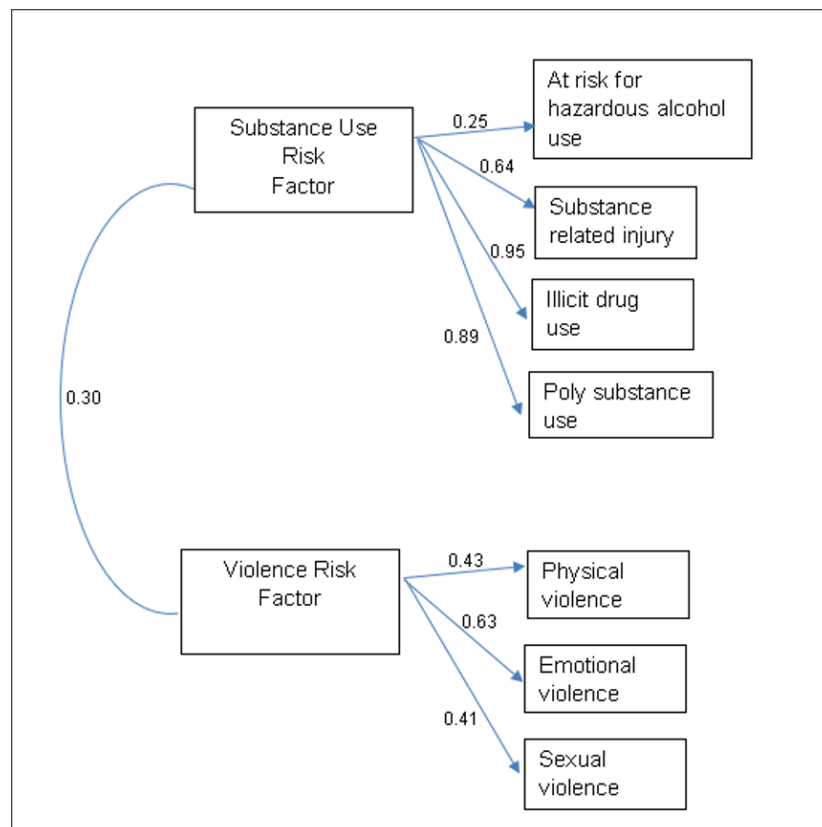 Substance Use
Risk
Factor
0.25
At risk for
hazardous alcohol
use
0.64
Substance
related injury
0.95
Illicit drug
use
0.89
Poly substance
use
0.30
Violence Risk
Factor
0.43
Physical
violence
0.63
Emotional
violence
0.41
Sexual
violence